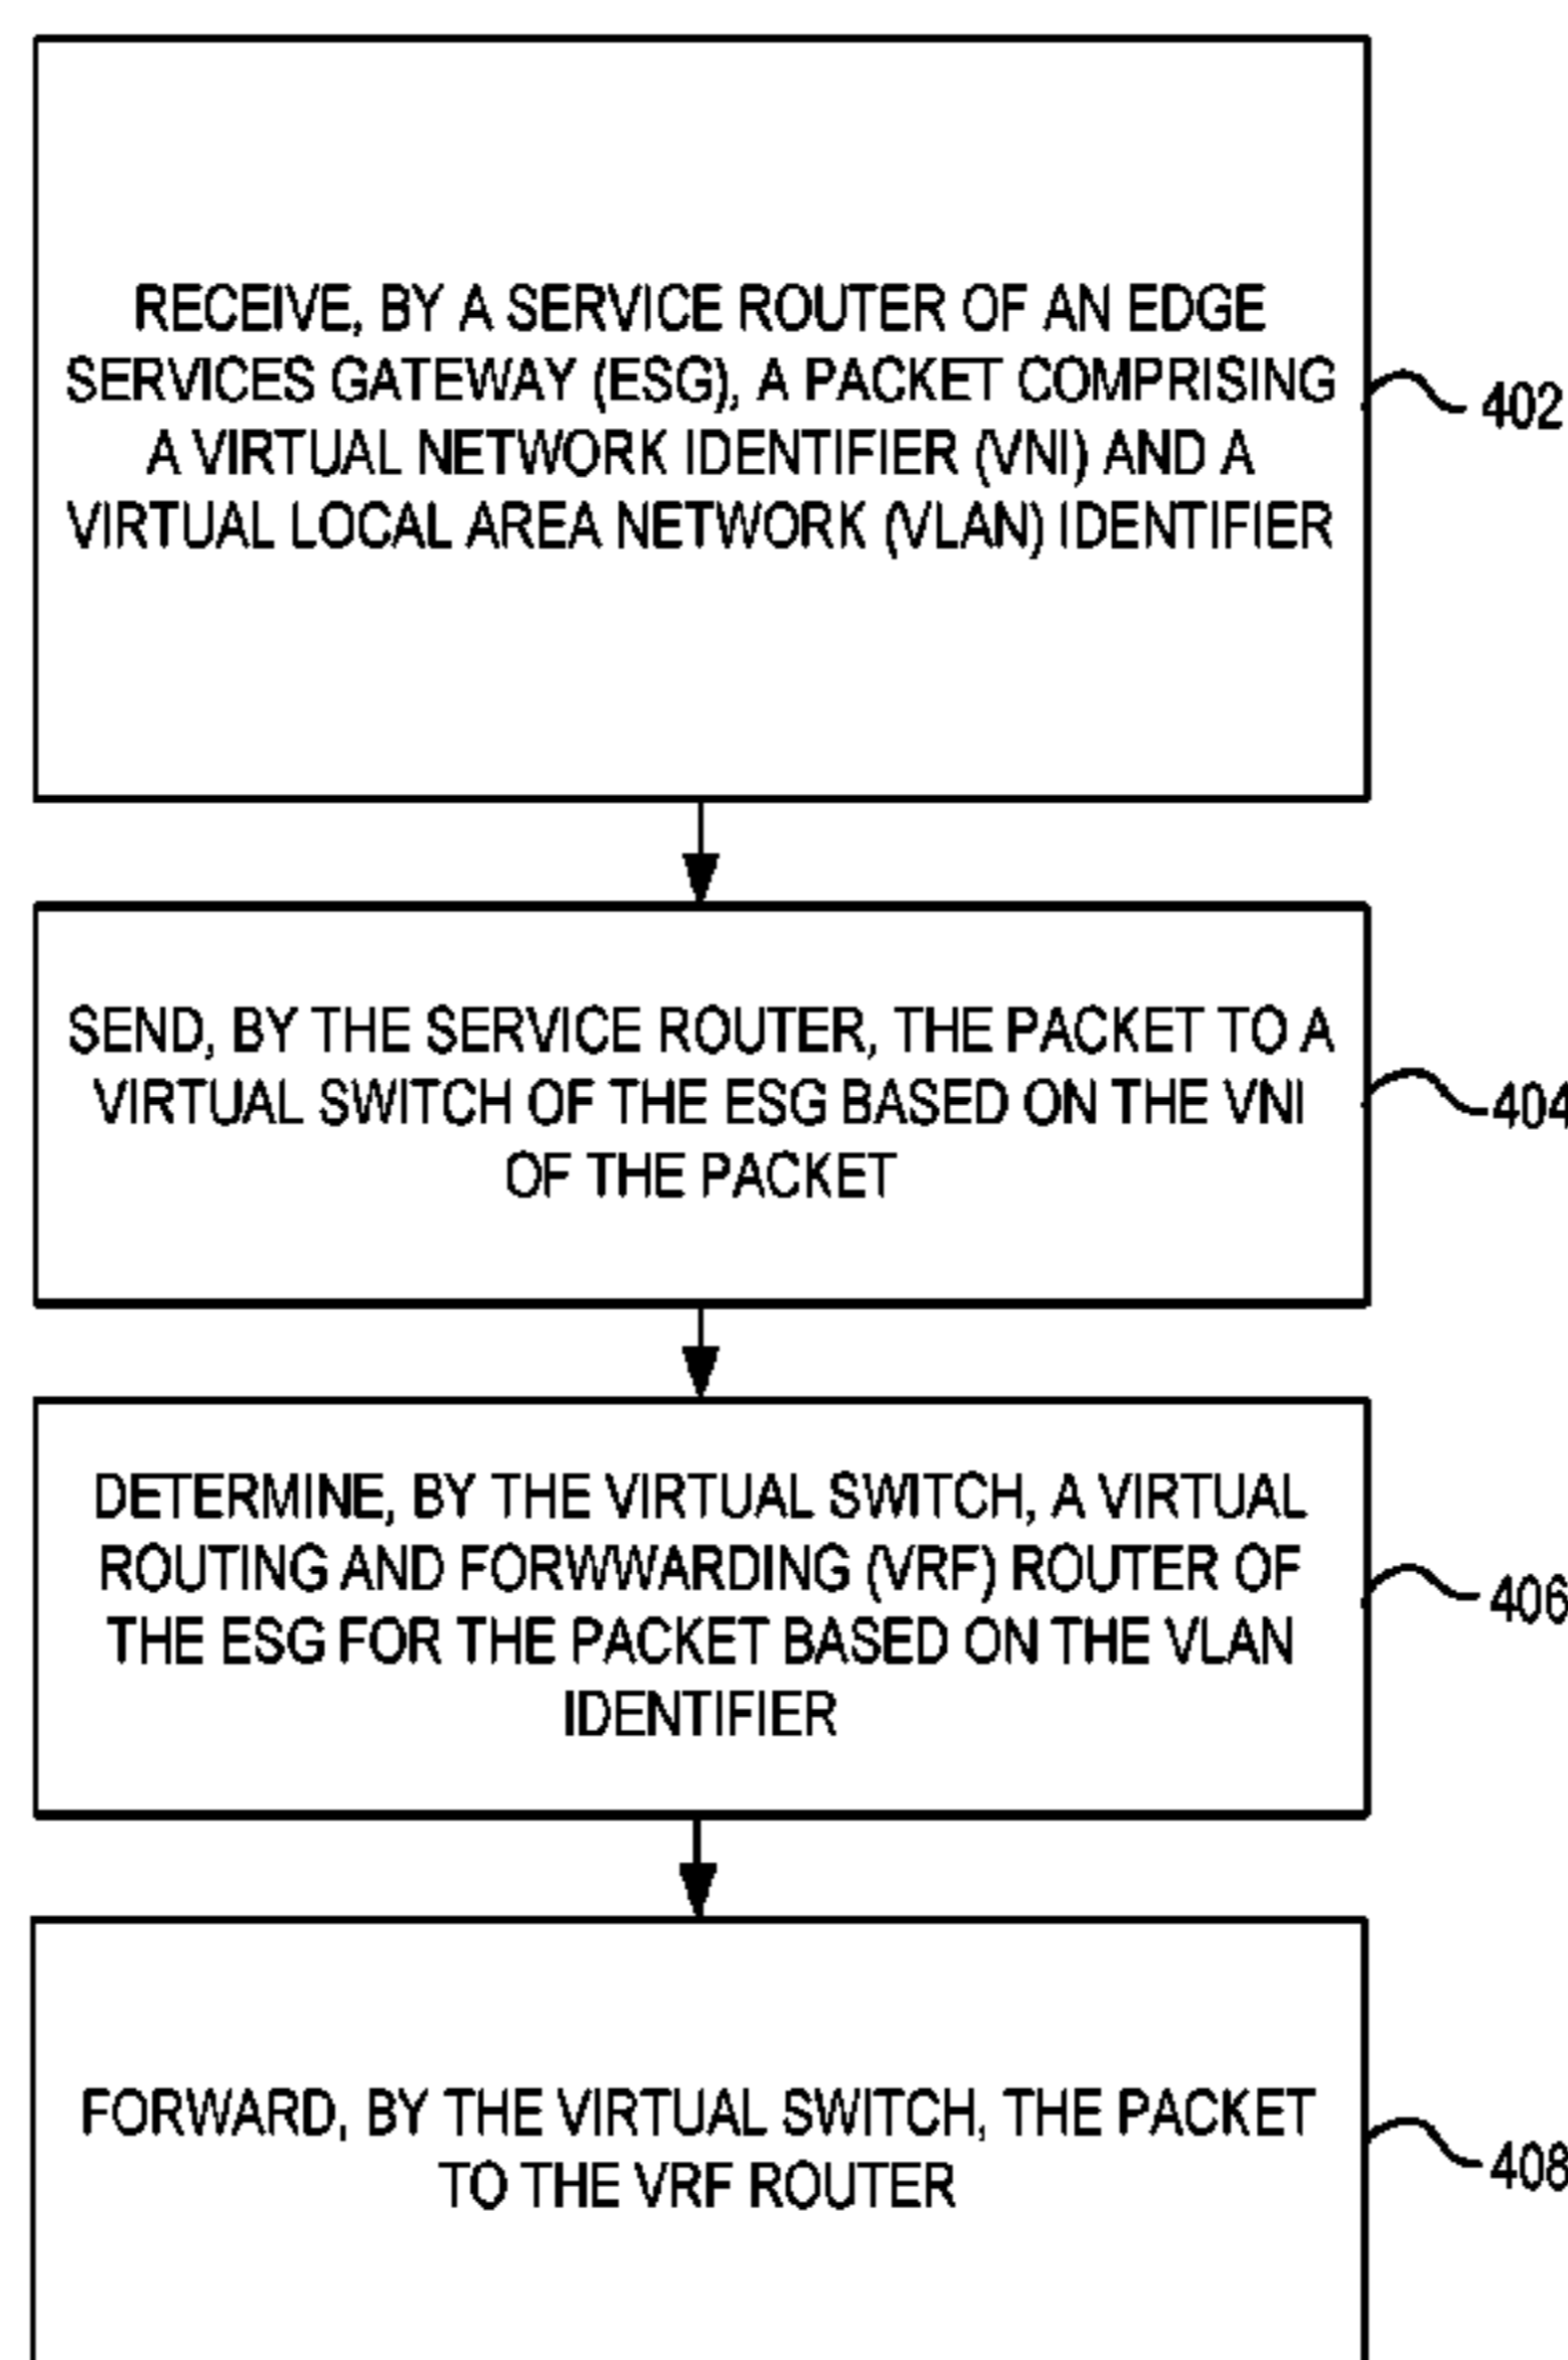 RECEIVE, BY A SERVICE ROUTER OF AN EDGE
SERVICES GATEWAY (ESG), A PACKET COMPRISING
A VIRTUAL NETWORK IDENTIFIER (VNI) AND A
VIRTUAL LOCAL AREA NETWORK (VLAN) IDENTIFIER
402
SEND, BY THE SERVICE ROUTER, THE PACKET TO A
VIRTUAL SWITCH OF THE ESG BASED ON THE VNI
OF THE PACKET
404
DETERMINE, BY THE VIRTUAL SWITCH, A VIRTUAL
ROUTING AND FORWWARDING (VRF) ROUTER OF
THE ESG FOR THE PACKET BASED ON THE VLAN
IDENTIFIER
406
FORWARD, BY THE VIRTUAL SWITCH, THE PACKET
TO THE VRF ROUTER
408